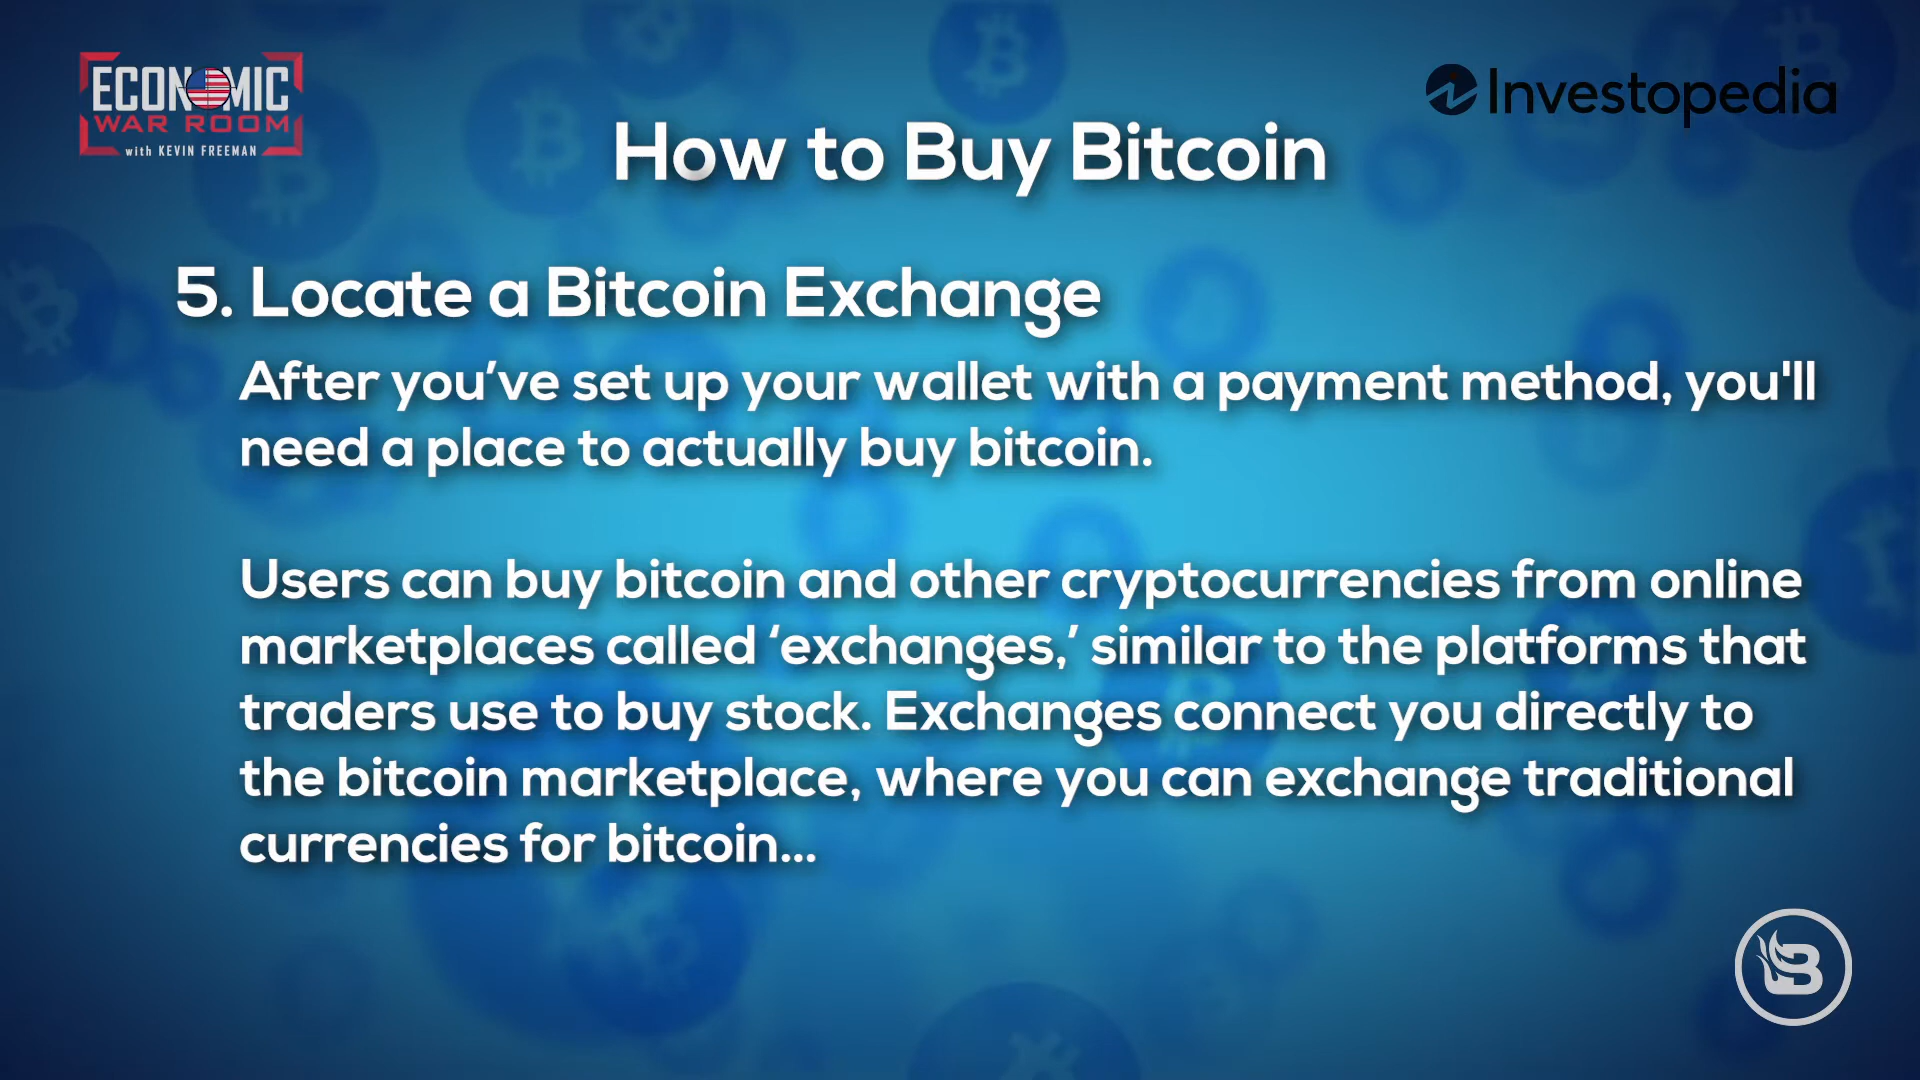 ECONOMIC
WAR ROOM
with KEVIN FREEMAN
Investopedia
How to Buy Bitcoin
5. Locate a Bitcoin Exchange
After you’ve set up your wallet with a payment method, you'll
need a place to actually buy bitcoin.
Users can buy bitcoin and other cryptocurrencies from online
marketplaces called ‘exchanges,’ similar to the platforms that
traders use to buy stock. Exchanges connect you directly to
the bitcoin marketplace, where you can exchange traditional
currencies for bitcoin...
B